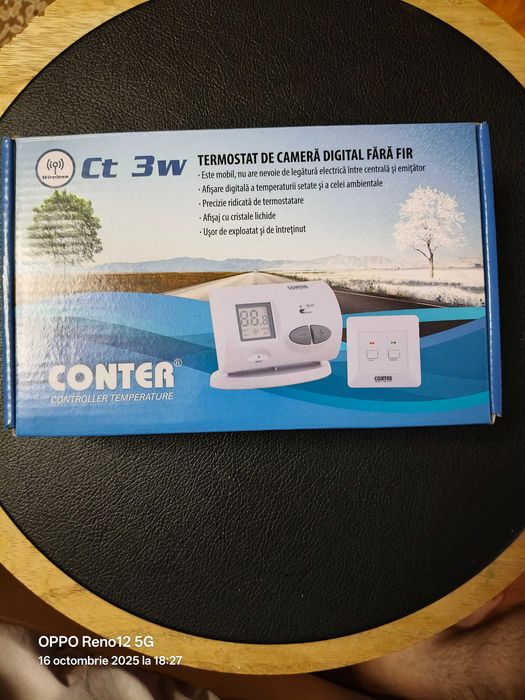 Wireless
Ct 3w
TERMOSTAT DE CAMERĂ DIGITAL FĂRĂ FIR
· Este mobil, nu are nevoie de legătură electrică între centrală și emițător
· Afișare digitală a temperaturii setate și a celei ambientale
· Precizie ridicată de termostatare
· Afișaj cu cristale lichide
· Ușor de exploatat și de întreținut
CONTER
88.8
CONTER
CONTER®
CONTROLLER TEMPERATURE
OPPO Reno12 5G
16 octombrie 2025 la 18:27